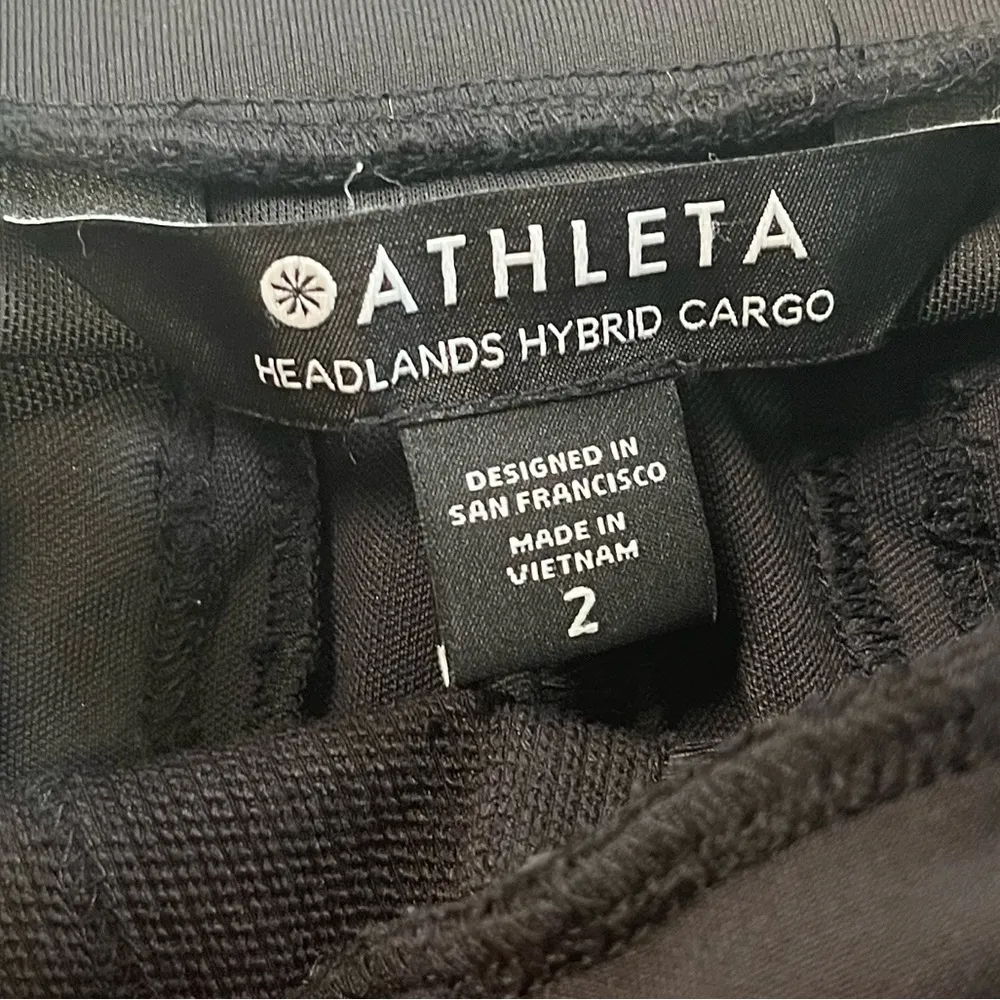 ATHLETA
HEADLANDS HYBRID CARGO
DESIGNED IN
SAN FRANCISCO
MADE IN
VIETNAM
2